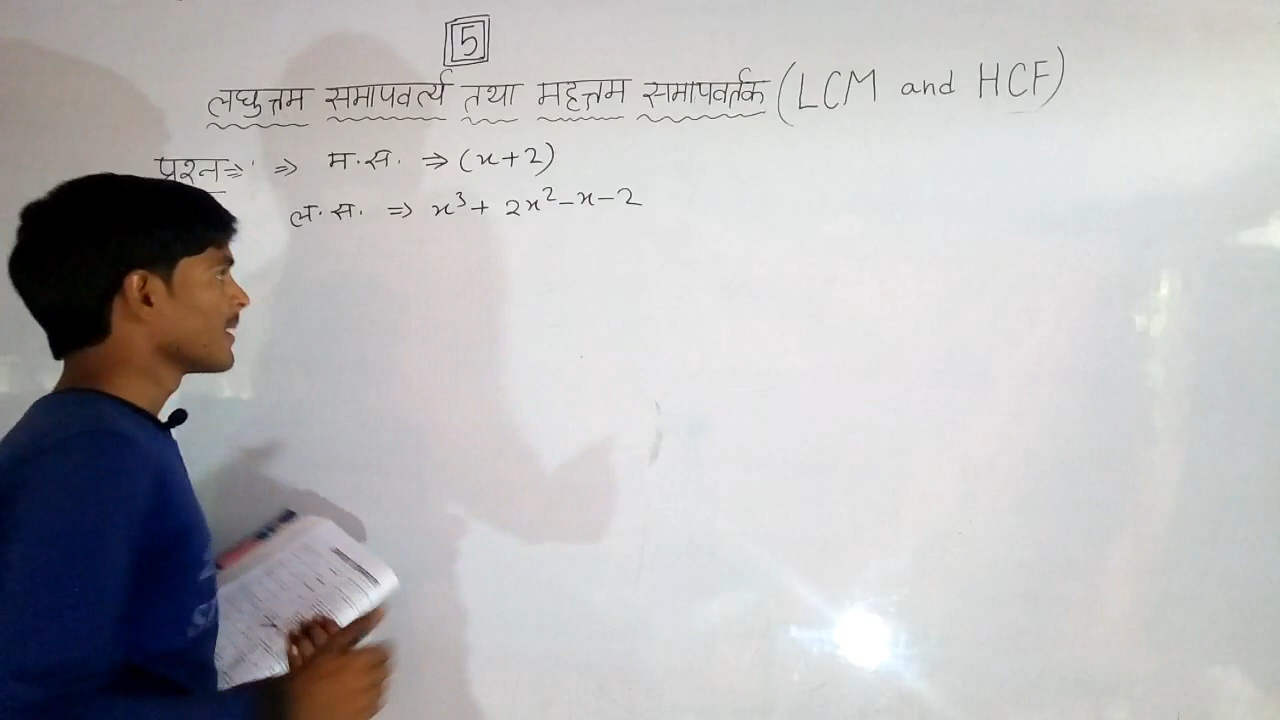 5
लघुत्तम समापवर्त्य तथा महत्तम समापवर्तक (LCM and HCF)
प्रश्न⇒ ⇒ म.स. ⇒ (x+2)
ल.स. ⇒ x³+ 2x²-x-2